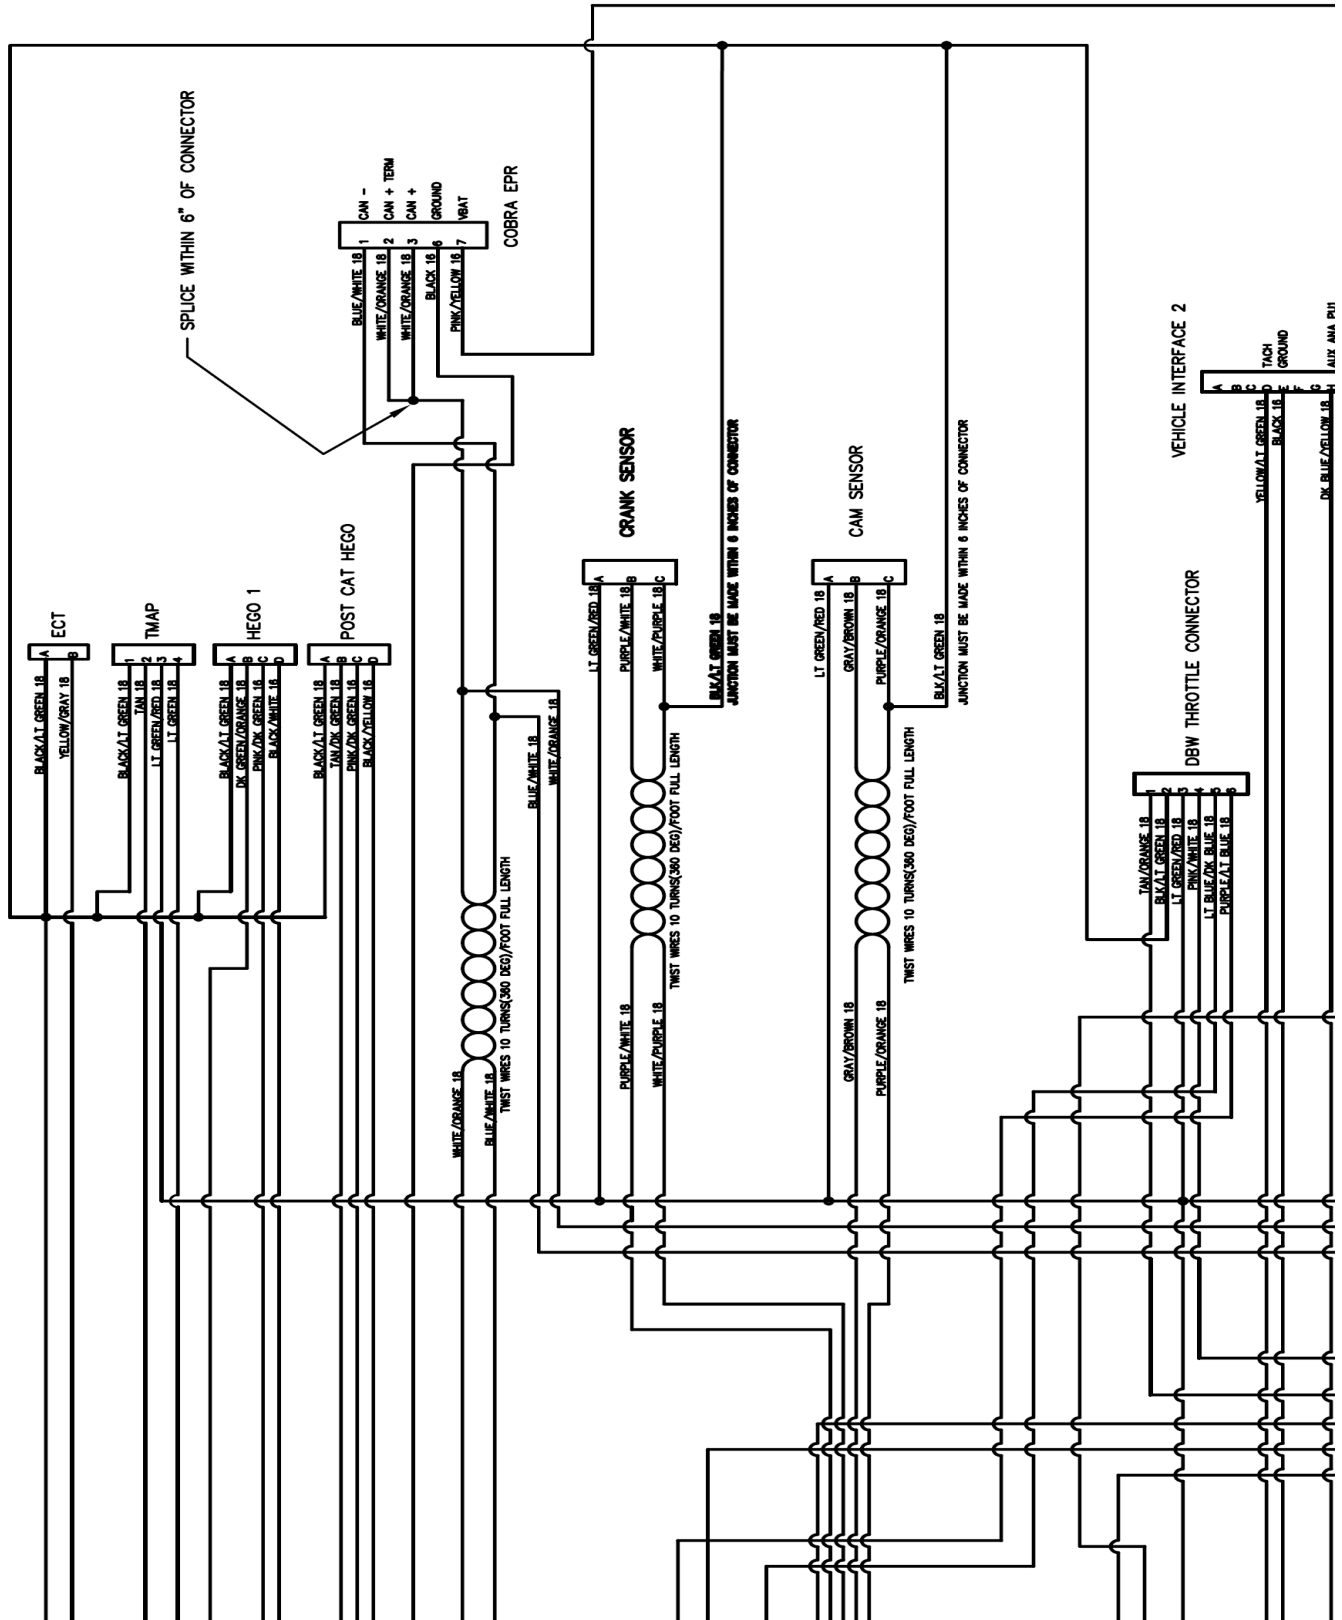 SPLICE WITHIN 6" OF CONNECTOR
COBRA EPR
CAN -
CAN + TERM
CAN +
GROUND
VBAT
1
2
3
6
7
BLUE/WHITE 18
WHITE/ORANGE 18
WHITE/ORANGE 18
BLACK 16
PINK/YELLOW 16
ECT
A
B
BLACK/LT GREEN 18
YELLOW/GRAY 18
TMAP
1
2
3
4
BLACK/LT GREEN 18
TAN 18
LT GREEN/RED 18
LT GREEN 18
HEGO 1
A
B
C
D
BLACK/LT GREEN 18
DK GREEN/ORANGE 18
PINK/DK GREEN 16
BLACK/WHITE 16
POST CAT HEGO
A
B
C
D
BLACK/LT GREEN 18
TAN/DK GREEN 18
PINK/DK GREEN 16
BLACK/YELLOW 16
BLUE/WHITE 18
WHITE/ORANGE 18
TWIST WIRES 10 TURNS(360 DEG)/FOOT FULL LENGTH
WHITE/ORANGE 18
BLUE/WHITE 18
CRANK SENSOR
A
B
C
LT GREEN/RED 18
PURPLE/WHITE 18
WHITE/PURPLE 18
BLK/LT GREEN 18
JUNCTION MUST BE MADE WITHIN 6 INCHES OF CONNECTOR
TWIST WIRES 10 TURNS(360 DEG)/FOOT FULL LENGTH
PURPLE/WHITE 18
WHITE/PURPLE 18
CAM SENSOR
A
B
C
LT GREEN/RED 18
GRAY/BROWN 18
PURPLE/ORANGE 18
BLK/LT GREEN 18
JUNCTION MUST BE MADE WITHIN 6 INCHES OF CONNECTOR
TWIST WIRES 10 TURNS(360 DEG)/FOOT FULL LENGTH
GRAY/BROWN 18
PURPLE/ORANGE 18
DBW THROTTLE CONNECTOR
1
2
3
4
5
6
TAN/ORANGE 18
BLK/LT GREEN 18
LT GREEN/RED 18
PINK/WHITE 18
LT BLUE/DK BLUE 18
PURPLE/LT BLUE 18
VEHICLE INTERFACE 2
A
B
C
D
E
F
G
H
TACH
GROUND
AUX ANA PU1
YELLOW/LT GREEN 18
BLACK 16
DK BLUE/YELLOW 18